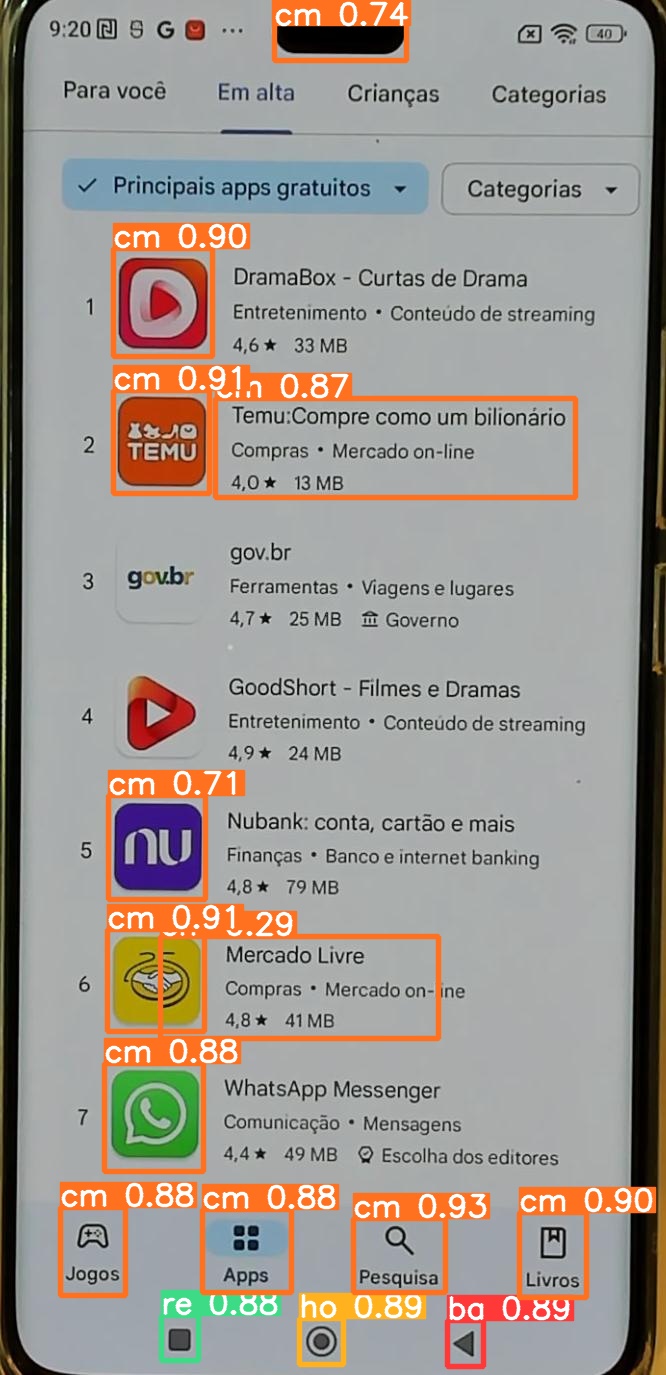 cm 0.74
9:20 G ... 40
Para você Em alta Crianças Categorias
Principais apps gratuitos Categorias
cm 0.90
1 DramaBox - Curtas de Drama
Entretenimento • Conteúdo de streaming
4,6 ★ 33 MB
cm 0.91 0.87
2 TEMU Temu:Compre como um bilionário
Compras • Mercado on-line
4,0 ★ 13 MB
3 gov.br gov.br
Ferramentas • Viagens e lugares
4,7 ★ 25 MB Governo
4 GoodShort - Filmes e Dramas
Entretenimento • Conteúdo de streaming
4,9 ★ 24 MB
cm 0.71
5 nu Nubank: conta, cartão e mais
Finanças • Banco e internet banking
4,8 ★ 79 MB
cm 0.91 .29
6 Mercado Livre
Compras • Mercado on-line
4,8 ★ 41 MB
cm 0.88
7 WhatsApp Messenger
Comunicação • Mensagens
4,4 ★ 49 MB Escolha dos editores
cm 0.88 cm 0.88 cm 0.93 cm 0.90
Jogos Apps Pesquisa Livros
re 0.88 ho 0.89 ba 0.89